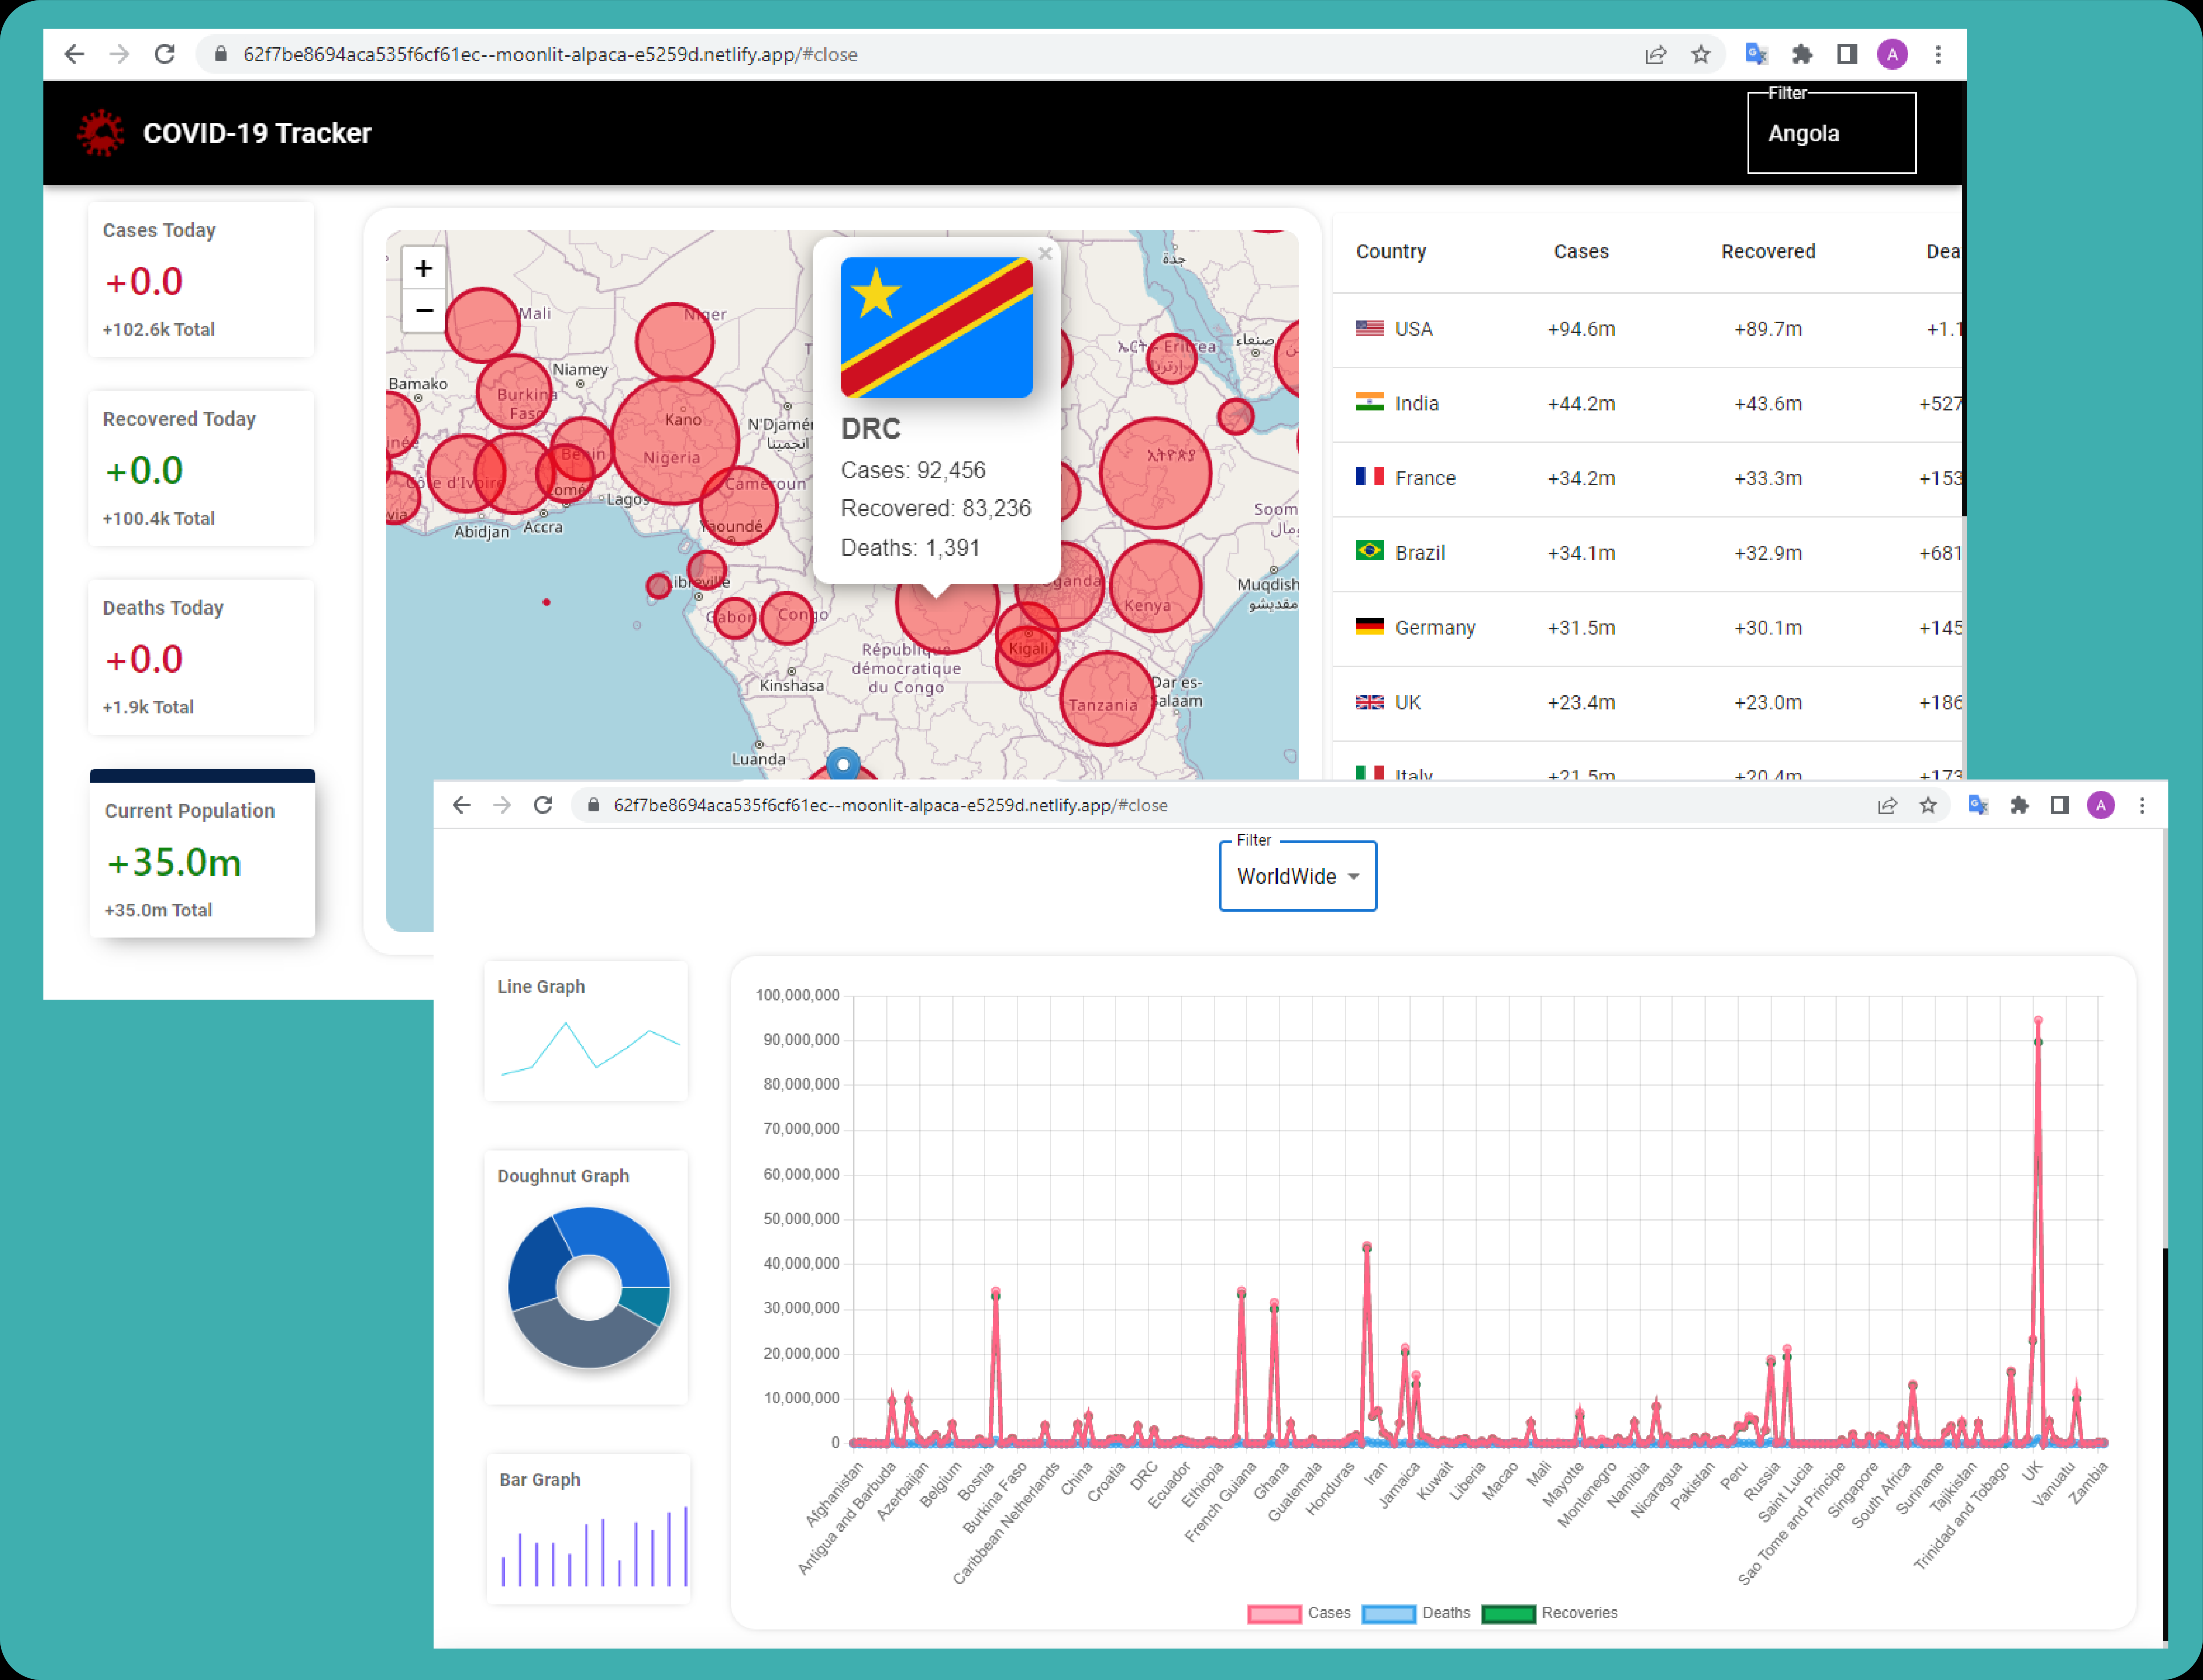 62f7be8694aca535f6cf61ec--moonlit-alpaca-e5259d.netlify.app/#close
A
COVID-19 Tracker
Filter
Angola
Cases Today
+0.0
+102.6k Total
Recovered Today
+0.0
+100.4k Total
Deaths Today
+0.0
+1.9k Total
Current Population
+35.0m
+35.0m Total
+
−
Mali
Niger
Bamako
Niamey
Burkina
Faso
Kano
N'Djamé
انجمينا
Nigeria
Bénin
Côte d'Ivoire
Lomé
Lagos
Cameroun
Abidjan
Accra
Yaoundé
Libreville
Gabon
Congo
République
démocratique
du Congo
Kinshasa
Luanda
جدة
ኤርትራ Eritrea
إرتريا
صنعاء
ኢትዮጵያ
Soom
Muqdish
مقديشو
Uganda
Kenya
Kigali
Tanzania
Dar es-
Salaam
×
DRC
Cases: 92,456
Recovered: 83,236
Deaths: 1,391
Country Cases Recovered Dea
USA +94.6m +89.7m +1.1
India +44.2m +43.6m +527
France +34.2m +33.3m +153
Brazil +34.1m +32.9m +681
Germany +31.5m +30.1m +145
UK +23.4m +23.0m +186
Italy +21.5m +20.4m +173
62f7be8694aca535f6cf61ec--moonlit-alpaca-e5259d.netlify.app/#close
A
Filter
WorldWide
Line Graph
Doughnut Graph
Bar Graph
100,000,000
90,000,000
80,000,000
70,000,000
60,000,000
50,000,000
40,000,000
30,000,000
20,000,000
10,000,000
0
Afghanistan
Antigua and Barbuda
Azerbaijan
Belgium
Bosnia
Burkina Faso
Caribbean Netherlands
China
Croatia
DRC
Ecuador
Ethiopia
French Guiana
Ghana
Guatemala
Honduras
Iran
Jamaica
Kuwait
Liberia
Macao
Mali
Mayotte
Montenegro
Namibia
Nicaragua
Pakistan
Peru
Russia
Saint Lucia
Sao Tome and Principe
Singapore
South Africa
Suriname
Tajikistan
Trinidad and Tobago
UK
Vanuatu
Zambia
Cases Deaths Recoveries